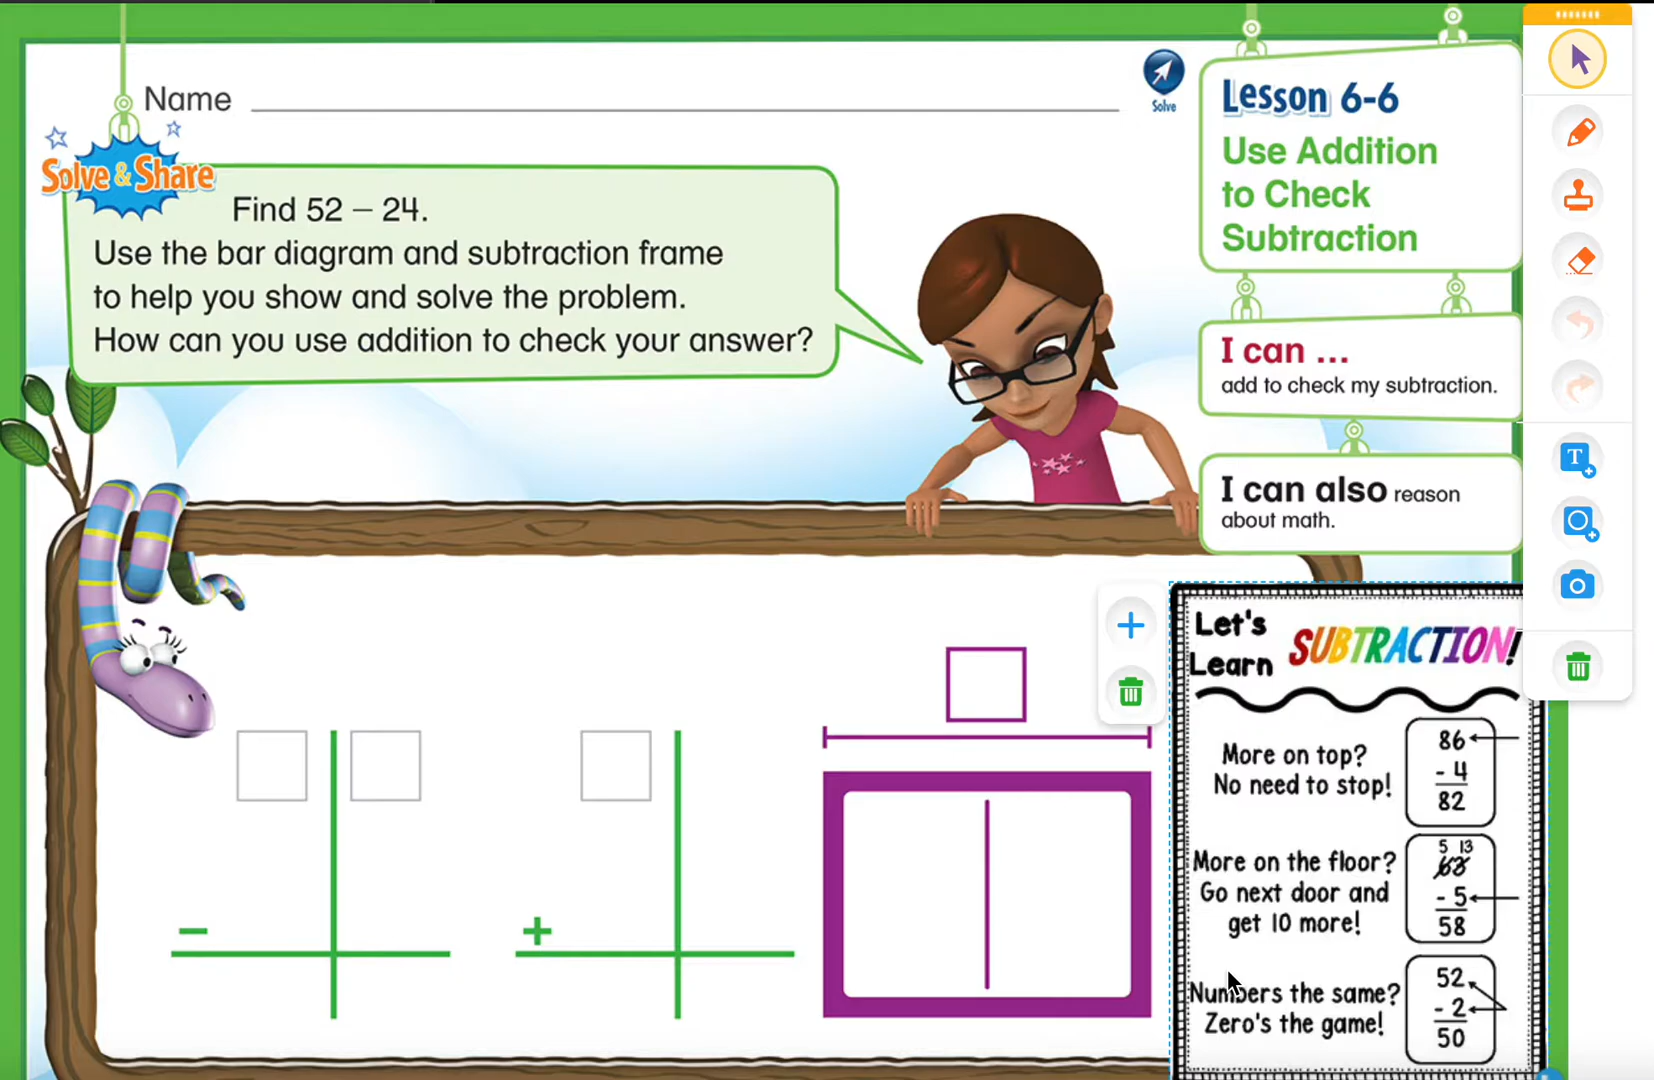 Name
Solve
Lesson 6-6
Use Addition
to Check
Subtraction
Solve & Share
Find 52 – 24.
Use the bar diagram and subtraction frame
to help you show and solve the problem.
How can you use addition to check your answer?
I can ...
add to check my subtraction.
I can also reason
about math.
–
+
Let's
Learn
SUBTRACTION!
More on top?
No need to stop!
86
- 4
82
More on the floor?
Go next door and
get 10 more!
5 13
63
- 5
58
Numbers the same?
Zero's the game!
52
- 2
50
T